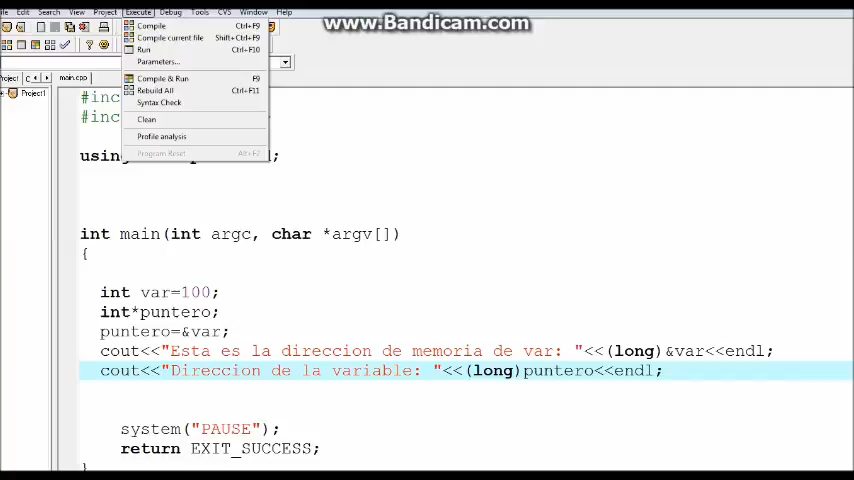 www.Bandicam.com
File Edit Search View Project Execute Debug Tools CVS Window Help
Compile Ctrl+F9
Compile current file Shift+Ctrl+F9
Run Ctrl+F10
Parameters...
Compile & Run F9
Rebuild All Ctrl+F11
Syntax Check
Clean
Profile analysis
Program Reset Alt+F2
Project C
main.cpp
Project1
#inc
#inc
using ;
int main(int argc, char *argv[])
{
int var=100;
int*puntero;
puntero=&var;
cout<<"Esta es la direccion de memoria de var: "<<(long)&var<<endl;
cout<<"Direccion de la variable: "<<(long)puntero<<endl;
system("PAUSE");
return EXIT_SUCCESS;
}